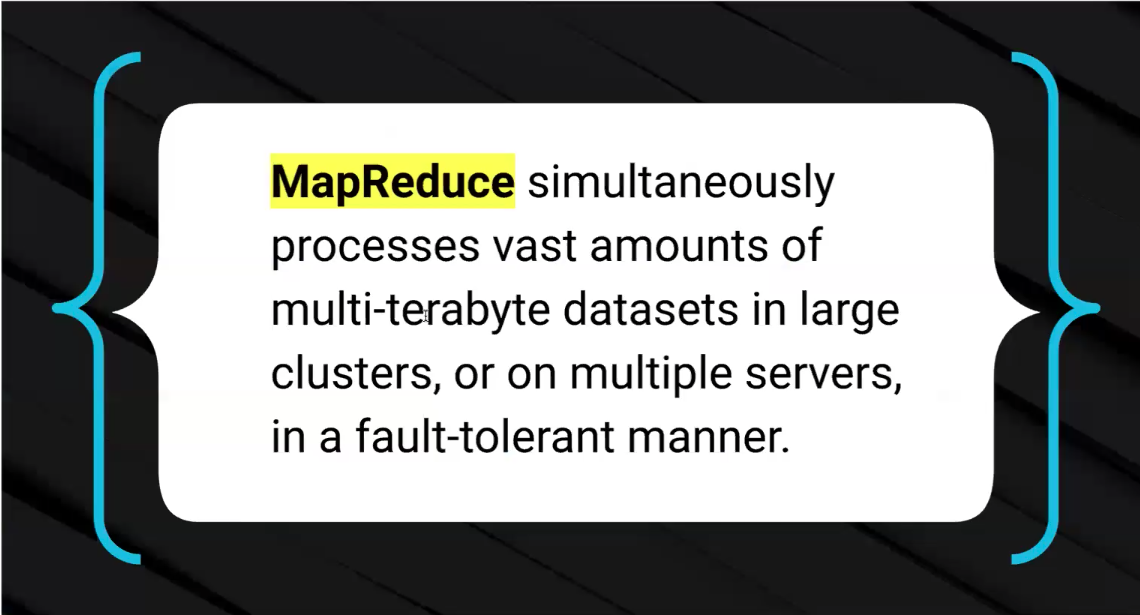 MapReduce simultaneously
processes vast amounts of
multi-terabyte datasets in large
clusters, or on multiple servers,
in a fault-tolerant manner.